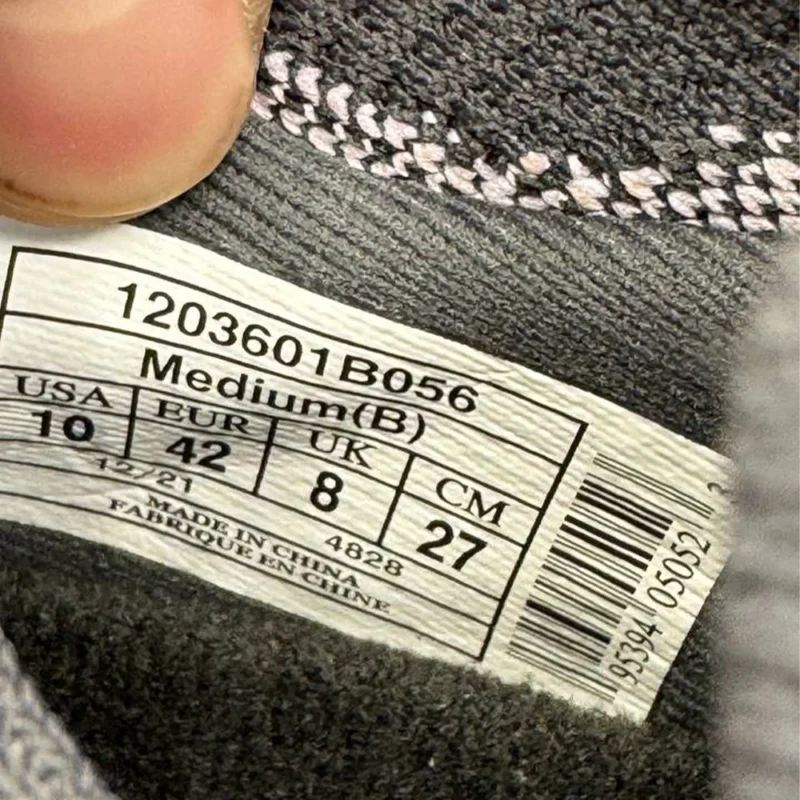 1203601B056
Medium(B)
USA EUR UK CM
10 42 8 27
12/21 4828
MADE IN CHINA
FABRIQUE EN CHINE
95394 05052